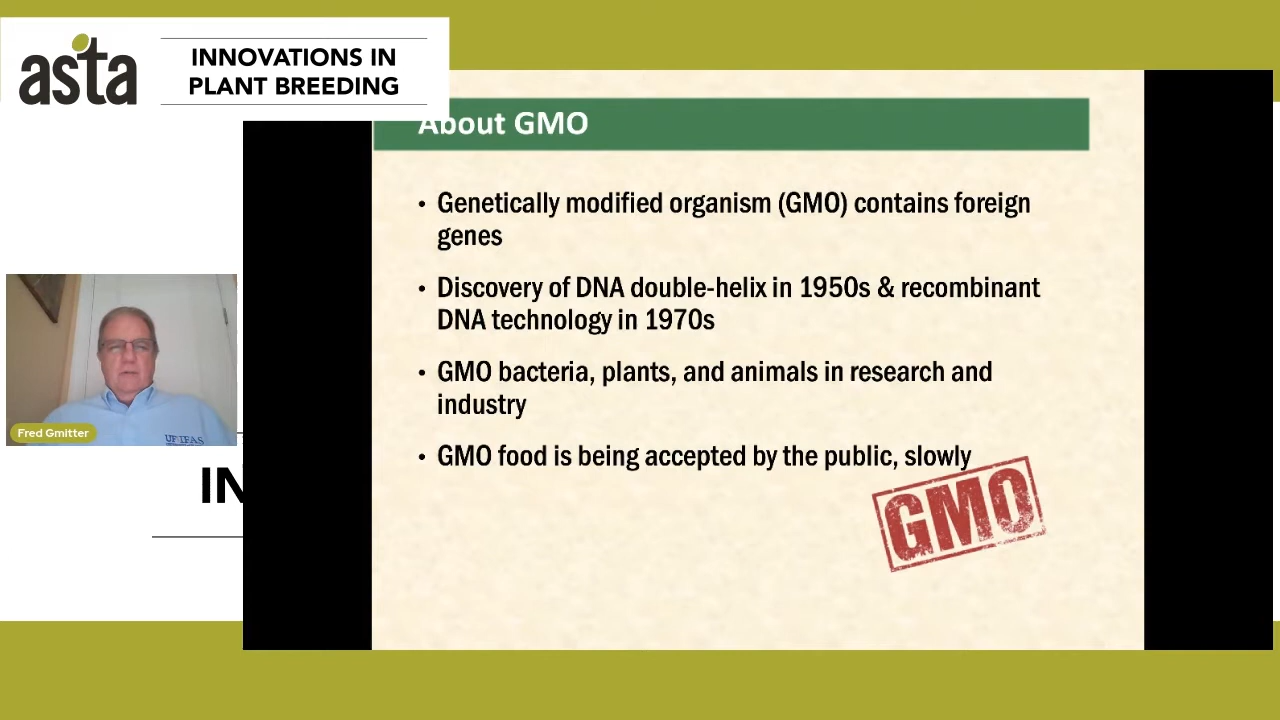 asta
INNOVATIONS IN
PLANT BREEDING
About GMO
• Genetically modified organism (GMO) contains foreign
genes
• Discovery of DNA double-helix in 1950s & recombinant
DNA technology in 1970s
• GMO bacteria, plants, and animals in research and
industry
• GMO food is being accepted by the public, slowly
GMO
UF IFAS
Fred Gmitter
IN